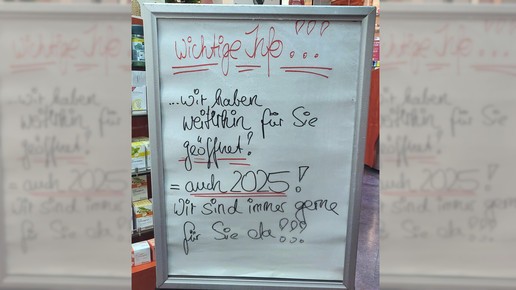 Wichtige Info!!!...
...wir haben
weiterhin für Sie
geöffnet!
= auch 2025!
Wir sind immer gerne
für Sie da!!!...